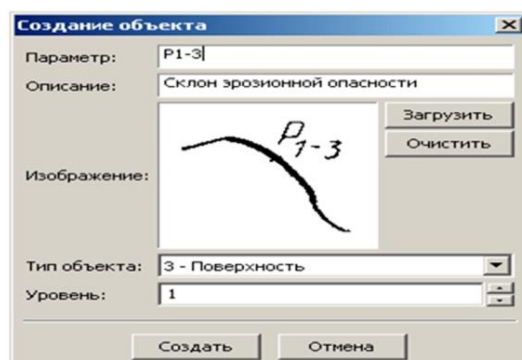 Создание объекта
Параметр: P1-3
Описание: Склон эрозионной опасности
Загрузить
Очистить
Изображение: P1-3
Тип объекта: 3 - Поверхность
Уровень: 1
Создать Отмена